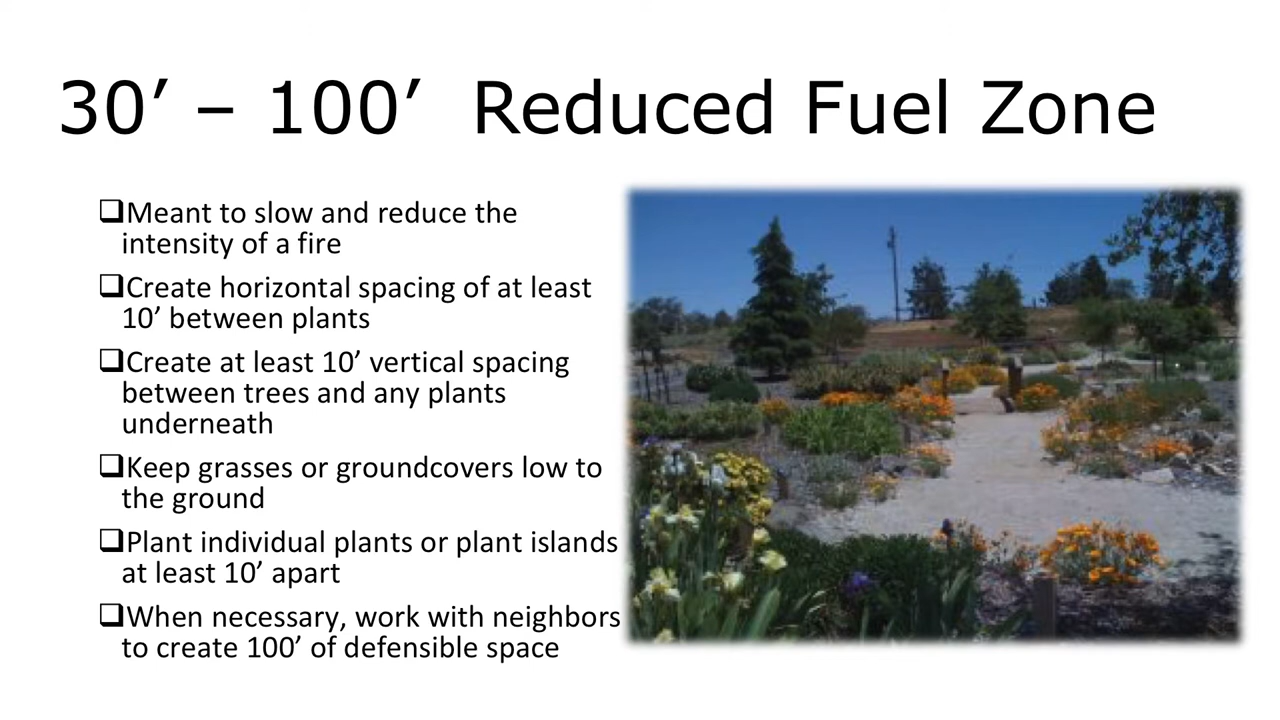 30’ – 100’  Reduced Fuel Zone
❑Meant to slow and reduce the
intensity of a fire
❑Create horizontal spacing of at least
10’ between plants
❑Create at least 10’ vertical spacing
between trees and any plants
underneath
❑Keep grasses or groundcovers low to
the ground
❑Plant individual plants or plant islands
at least 10’ apart
❑When necessary, work with neighbors
to create 100’ of defensible space